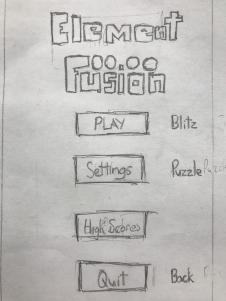 Element
Fusion
PLAY Blitz
Settings Puzzle
High Scores
Quit Back